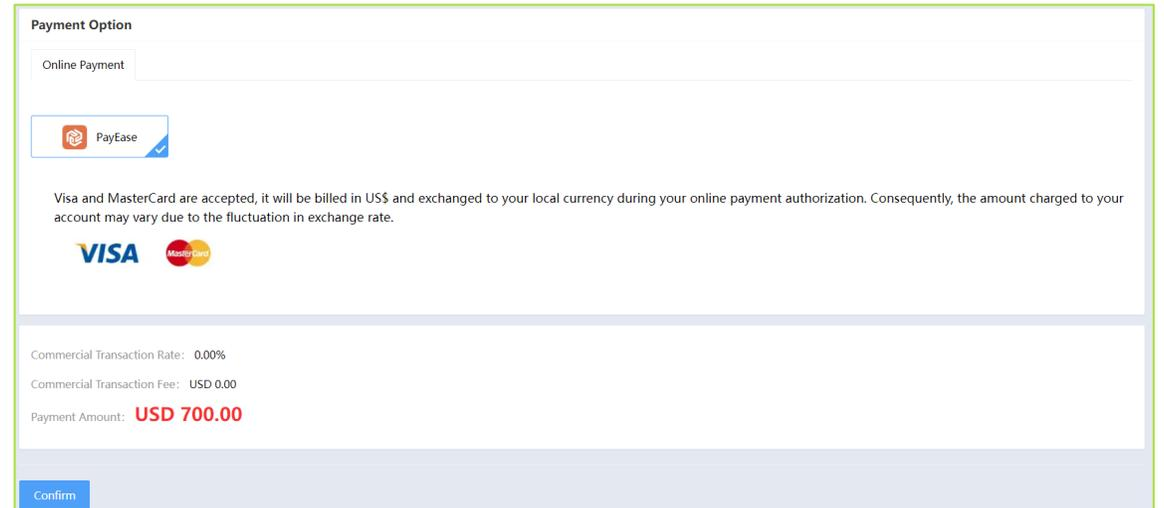 Payment Option
Online Payment
PayEase
Visa and MasterCard are accepted, it will be billed in US$ and exchanged to your local currency during your online payment authorization. Consequently, the amount charged to your
account may vary due to the fluctuation in exchange rate.
VISA MasterCard
Commercial Transaction Rate: 0.00%
Commercial Transaction Fee: USD 0.00
Payment Amount: USD 700.00
Confirm